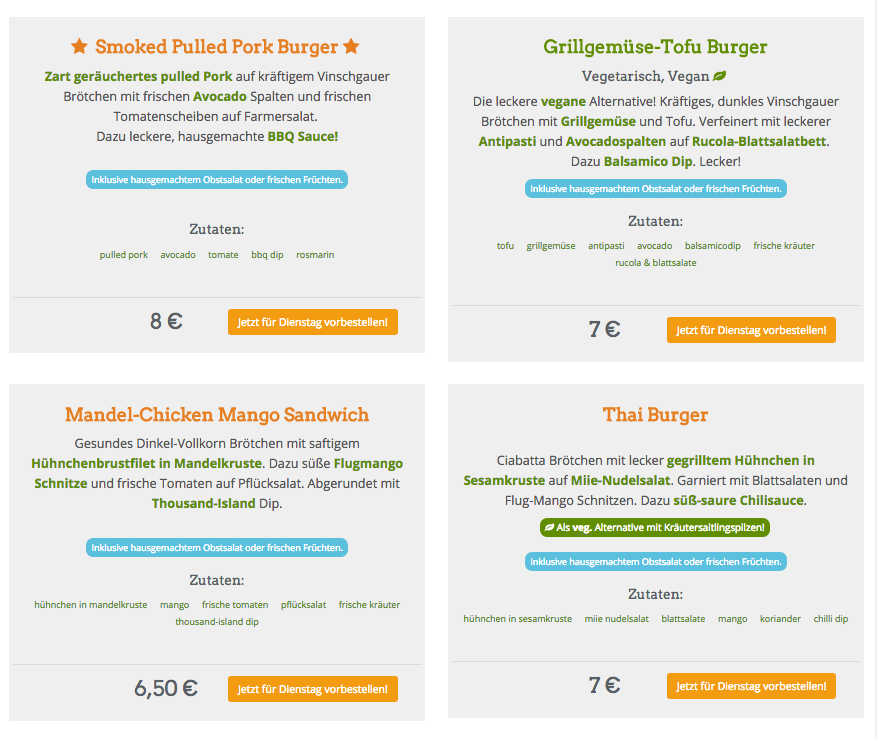 Smoked Pulled Pork Burger
Zart geräuchertes pulled Pork auf kräftigem Vinschgauer
Brötchen mit frischen Avocado Spalten und frischen
Tomatenscheiben auf Farmersalat.
Dazu leckere, hausgemachte BBQ Sauce!
Inklusive hausgemachtem Obstsalat oder frischen Früchten.
Zutaten:
pulled pork avocado tomate bbq dip rosmarin
8 €
Jetzt für Dienstag vorbestellen!
Grillgemüse-Tofu Burger
Vegetarisch, Vegan
Die leckere vegane Alternative! Kräftiges, dunkles Vinschgauer
Brötchen mit Grillgemüse und Tofu. Verfeinert mit leckerer
Antipasti und Avocadospalten auf Rucola-Blattsalatbett.
Dazu Balsamico Dip. Lecker!
Inklusive hausgemachtem Obstsalat oder frischen Früchten.
Zutaten:
tofu grillgemüse antipasti avocado balsamicodip frische kräuter
rucola & blattsalate
7 €
Jetzt für Dienstag vorbestellen!
Mandel-Chicken Mango Sandwich
Gesundes Dinkel-Vollkorn Brötchen mit saftigem
Hühnchenbrustfilet in Mandelkruste. Dazu süße Flugmango
Schnitze und frische Tomaten auf Pflücksalat. Abgerundet mit
Thousand-Island Dip.
Inklusive hausgemachtem Obstsalat oder frischen Früchten.
Zutaten:
hühnchen in mandelkruste mango frische tomaten pflücksalat frische kräuter
thousand-island dip
6,50 €
Jetzt für Dienstag vorbestellen!
Thai Burger
Ciabatta Brötchen mit lecker gegrilltem Hühnchen in
Sesamkruste auf Miie-Nudelsalat. Garniert mit Blattsalaten und
Flug-Mango Schnitzen. Dazu süß-saure Chilisauce.
Als veg. Alternative mit Kräutersaitlingspilzen!
Inklusive hausgemachtem Obstsalat oder frischen Früchten.
Zutaten:
hühnchen in sesamkruste miie nudelsalat blattsalate mango koriander chilli dip
7 €
Jetzt für Dienstag vorbestellen!